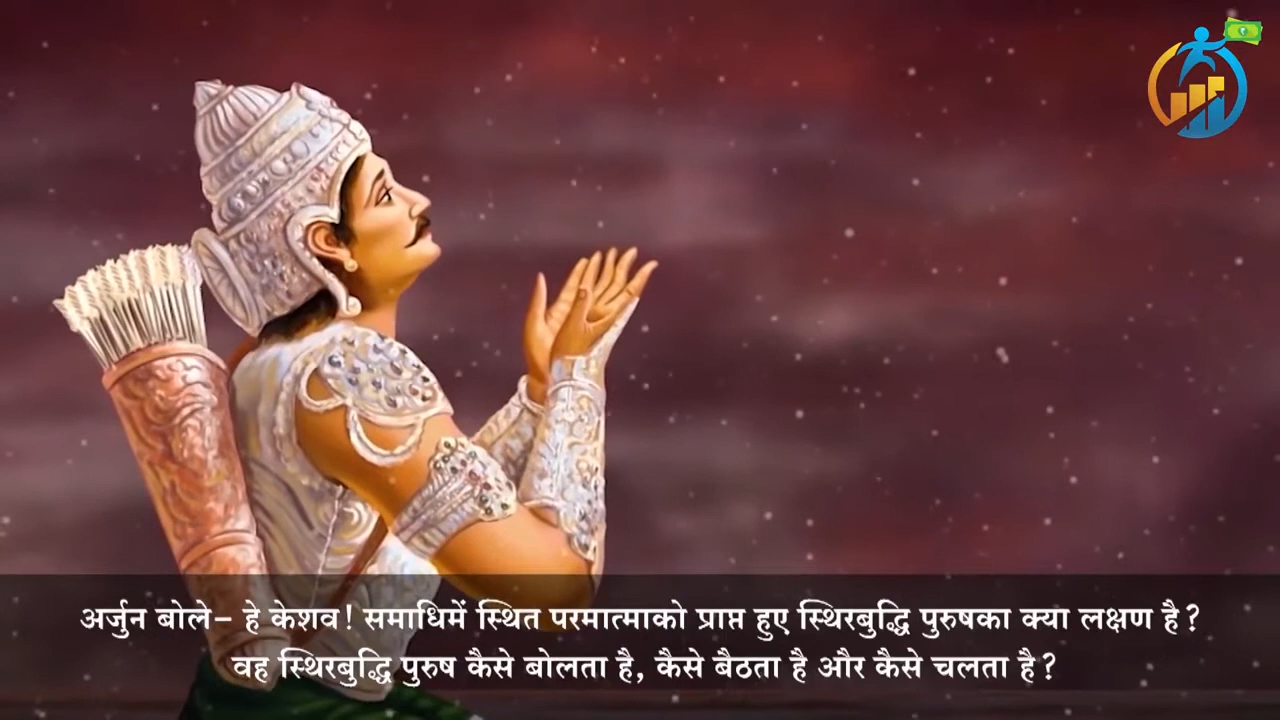 अर्जुन बोले– हे केशव! समाधिमें स्थित परमात्माको प्राप्त हुए स्थिरबुद्धि पुरुषका क्या लक्षण है?
वह स्थिरबुद्धि पुरुष कैसे बोलता है, कैसे बैठता है और कैसे चलता है?